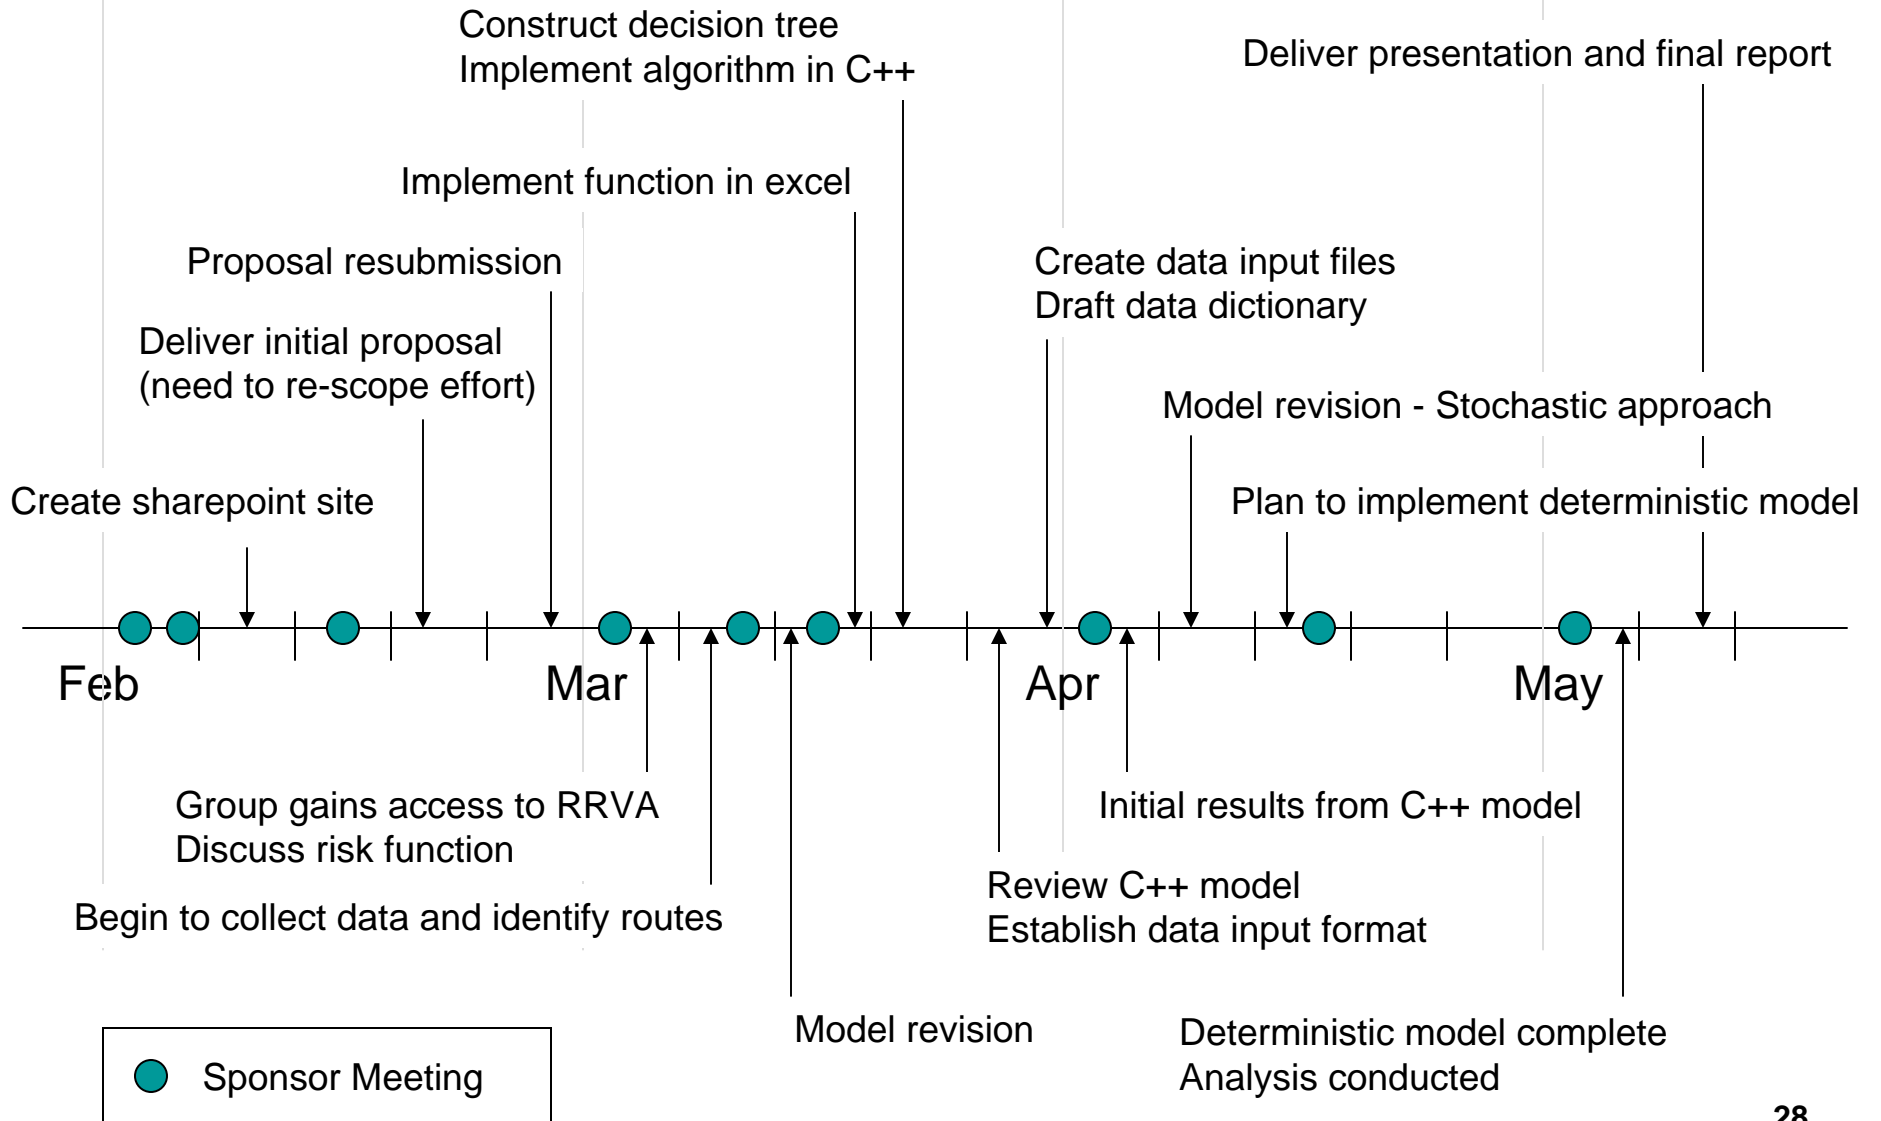 Construct decision tree
Implement algorithm in C++
Deliver presentation and final report
Implement function in excel
Proposal resubmission
Create data input files
Draft data dictionary
Deliver initial proposal
(need to re-scope effort)
Model revision - Stochastic approach
Create sharepoint site
Plan to implement deterministic model
Feb
Mar
Apr
May
Group gains access to RRVA
Discuss risk function
Initial results from C++ model
Begin to collect data and identify routes
Review C++ model
Establish data input format
Model revision
Deterministic model complete
Analysis conducted
Sponsor Meeting
28